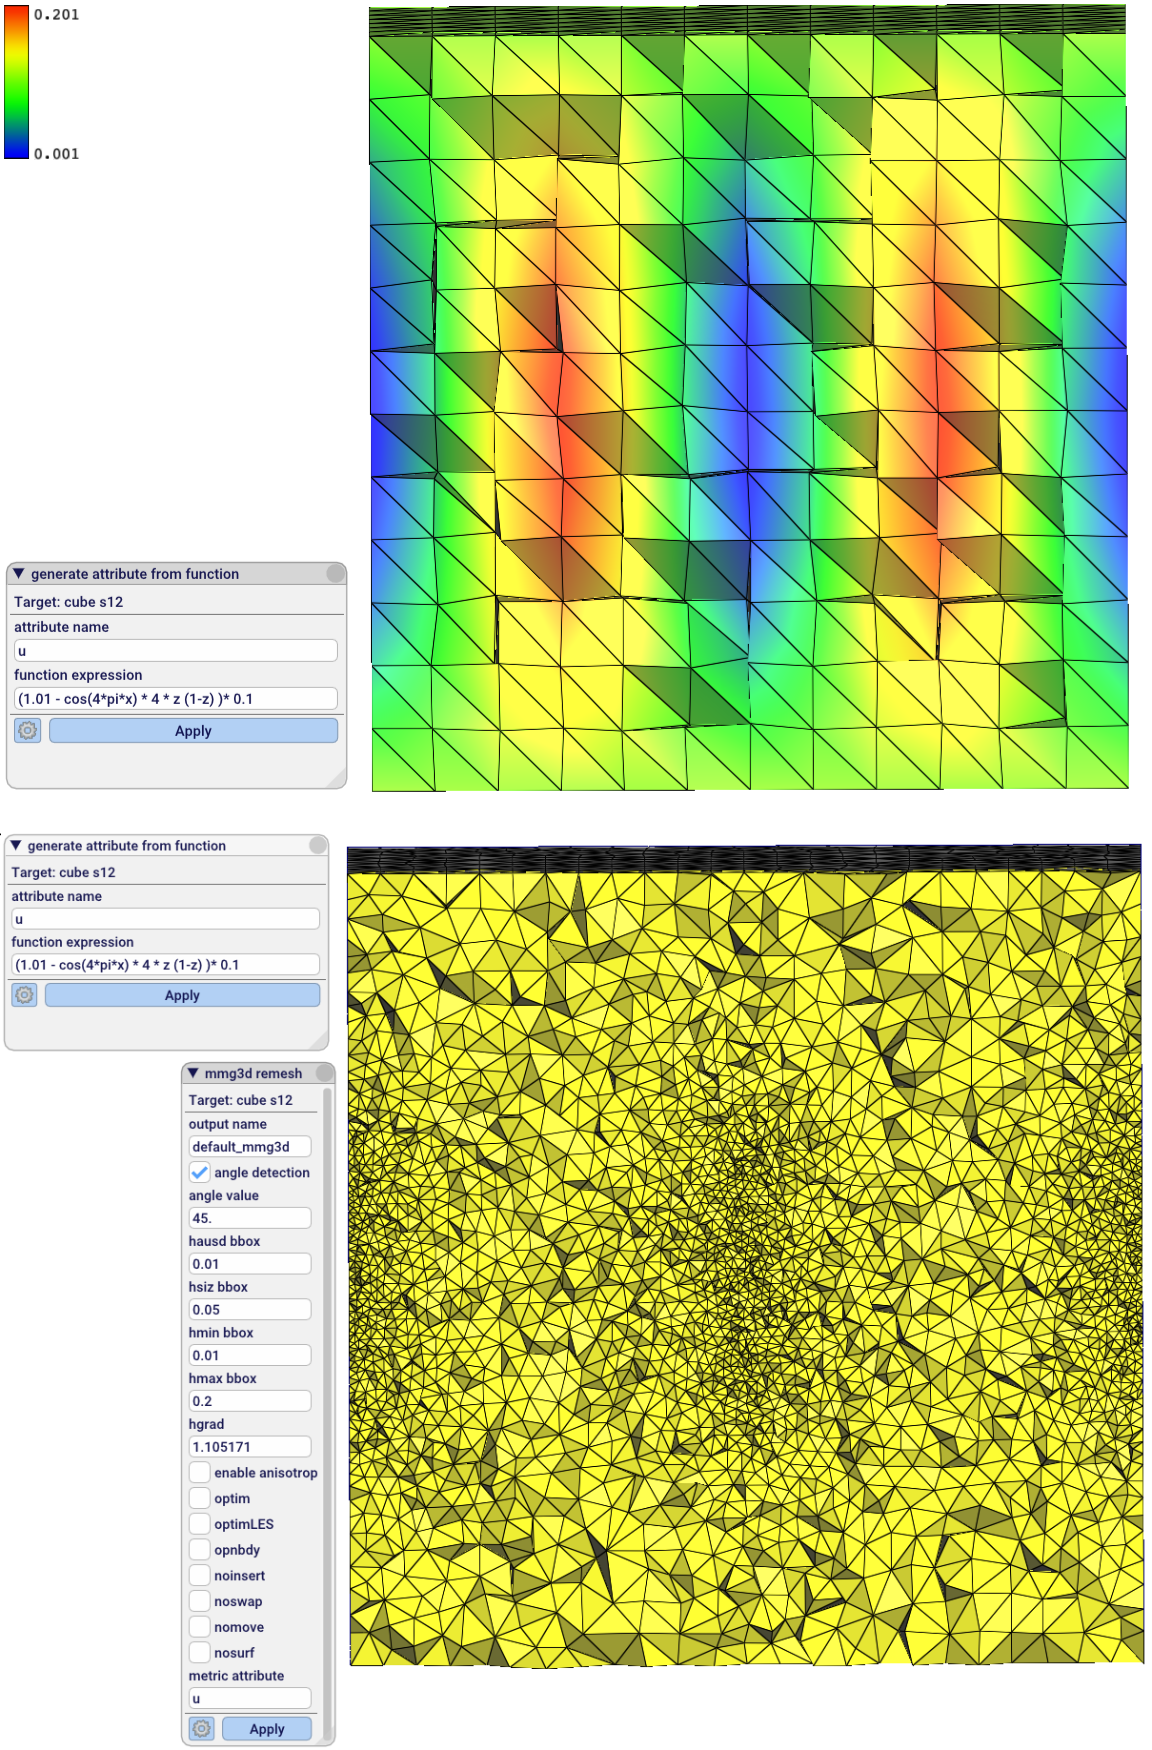 0.201
0.001
generate attribute from function
Target: cube s12
attribute name
u
function expression
(1.01 - cos(4*pi*x) * 4 * z (1-z) )* 0.1
Apply
generate attribute from function
Target: cube s12
attribute name
u
function expression
(1.01 - cos(4*pi*x) * 4 * z (1-z) )* 0.1
Apply
mmg3d remesh
Target: cube s12
output name
default_mmg3d
angle detection
angle value
45.
hausd bbox
0.01
hsiz bbox
0.05
hmin bbox
0.01
hmax bbox
0.2
hgrad
1.105171
enable anisotrop
optim
optimLES
opnbdy
noinsert
noswap
nomove
nosurf
metric attribute
u
Apply